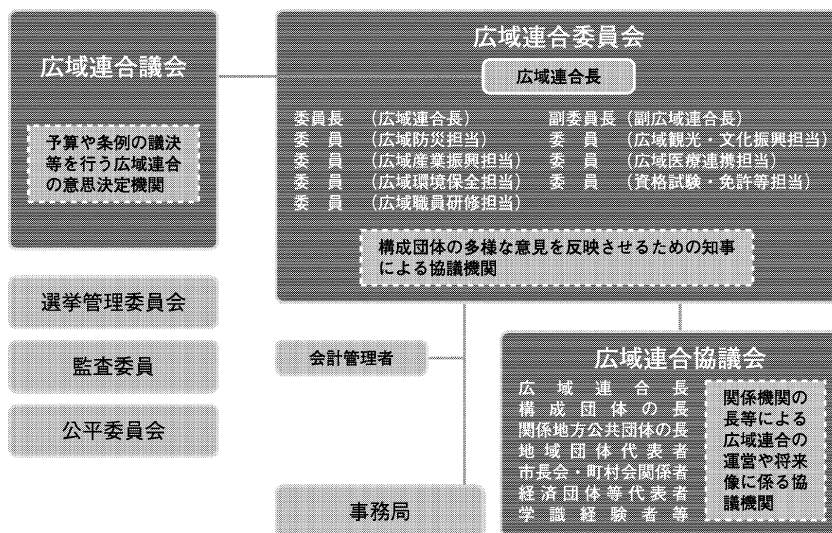 広域連合議会
予算や条例の議決
等を行う広域連合
の意思決定機関
選挙管理委員会
監査委員
公平委員会
広域連合委員会
広域連合長
委員長 (広域連合長) 副委員長 (副広域連合長)
委員 (広域防災担当) 委員 (広域観光・文化振興担当)
委員 (広域産業振興担当) 委員 (広域医療連携担当)
委員 (広域環境保全担当) 委員 (資格試験・免許等担当)
委員 (広域職員研修担当)
構成団体の多様な意見を反映させるための知事
による協議機関
会計管理者
事務局
広域連合協議会
広域連合長
構成団体の長
関係地方公共団体の長
地域団体代表者
市長会・町村会関係者
経済団体等代表者
学識経験者等
関係機関の
長等による
広域連合の
運営や将来
像に係る協
議機関